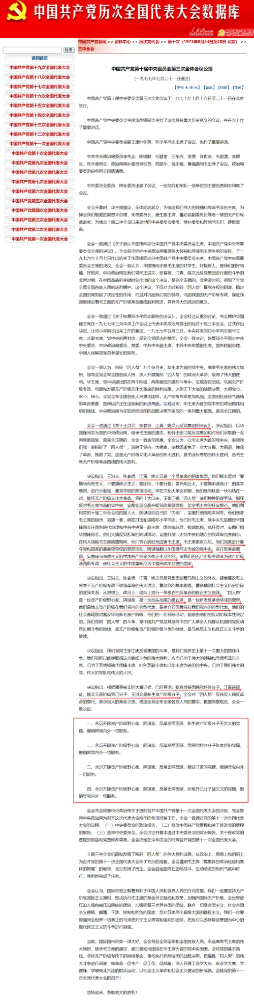 中国共产党历次全国代表大会数据库
人民网
中国共产党新闻
中国共产党新闻 >> 资料中心 >> 历次党代会 >> 第十次（1973年8月24日至28日 北京） >>
三中全会
检索
返回首页
中国共产党第十九次全国代表大会
中国共产党第十八次全国代表大会
中国共产党第十七次全国代表大会
中国共产党第十六次全国代表大会
中国共产党第十五次全国代表大会
中国共产党第十四次全国代表大会
中国共产党第十三次全国代表大会
中国共产党第十二次全国代表大会
中国共产党第十一次全国代表大会
中国共产党第十次全国代表大会
中国共产党第九次全国代表大会
中国共产党第八次全国代表大会
中国共产党第七次全国代表大会
中国共产党第六次全国代表大会
中国共产党第五次全国代表大会
中国共产党第四次全国代表大会
中国共产党第三次全国代表大会
中国共产党第二次全国代表大会
中国共产党第一次全国代表大会
中国共产党第十届中央委员会第三次全体会议公报
(一九七七年七月二十一日通过)
【字号 大 中 小】【论坛】【打印】【关闭】
中国共产党第十届中央委员会第三次全体会议于一九七七年七月十六日至二十一日在北京
举行。
中国共产党中央委员会主席华国锋同志主持了这次具有重大历史意义的会议，并在会上作
了重要讲话。
中国共产党中央委员会副主席叶剑英、邓小平同志出席了会议，也作了重要讲话。
中共中央政治局委员李先念、陈锡联、纪登奎、汪东兴、吴德、许世友、韦国清、李德
生、陈永贵同志，政治局候补委员吴桂贤、苏振华、倪志福、赛福鼎同志出席了会议。政治局
委员刘伯承同志因病请假。
中央委员会委员、候补委员出席了会议，一些地方和军队一些单位的主要负责同志列席了
会议。
全会开幕时，华主席提议，全体同志起立，为悼念我们伟大的领袖和导师毛泽东主席，为
悼念我们敬爱的周恩来总理、朱德委员长、康生副主席、董必武副委员长等老一辈的无产阶级
革命家，为悼念十届二中全会以来逝世的中央委员会委员、候补委员和其他同志们，静默致
哀。
全会一致通过《关于追认华国锋同志任中国共产党中央委员会主席、中国共产党中央军事
委员会主席的决议》。全会完全拥护中央政治局根据伟大领袖和导师毛主席生前的安排，于一
九七六年十月七日作出的关于华国锋同志任中国共产党中央委员会主席、中国共产党中央军事
委员会主席的决议。全会一致认为，华国锋同志是毛主席的好学生、好接班人，是我们的好领
袖、好统帅。中央政治局在我们党同王洪文、张春桥、江青、姚文元反党集团进行激烈斗争的
非常时期，在中国革命的关键时刻作出的这个决议，是完全正确的，非常适时的，得到了全党
全军全国各族人民的热烈拥护。这个决议，不仅对当时粉碎“四人帮”篡党夺权的阴谋、稳定
全国的局势起了决定性的作用，而且对巩固我们党的领导，巩固我国的无产阶级专政，保证我
国继续沿着毛主席的无产阶级革命路线胜利前进，具有伟大的深远的意义。
全会一致通过《关于恢复邓小平同志职务的决议》。全会经过认真的讨论，完全拥护华国
锋主席在一九七七年三月中央工作会议上代表中央政治局提出的经过十届三中全会，正式作出
决定，让邓小平同志出来工作的意见。一九七七年五月三日，中央转发的邓小平同志致华主
席、叶副主席、党中央的两封信，受到全党同志的赞同。全会一致决定，恢复邓小平同志中共
中央委员、中央政治局委员、常委、中共中央副主席，中共中央军委副主席，国务院副总理，
中国人民解放军总参谋长的职务。
全会一致认为，粉碎“四人帮”九个多月来，华主席为首的党中央，高举毛主席的伟大旗
帜，领导全党全军全国各族人民，深入开展揭批“四人帮”的政治大革命，取得了伟大的胜
利。华主席、党中央提出的在两个阶级、两条路线的激烈斗争中，实现安定团结，巩固无产阶
级专政，巩固和发展无产阶级文化大革命的胜利成果，达到天下大治的战略决策，大得党心、
军心、民心。全党全军全国各族人民更加团结，无产阶级专政更加巩固，全国到处是热气腾腾
的革命景象，国民经济正在出现新的跃进局面。实践证明，华主席为首的党中央的政治路线和
组织路线，中央政治局为实现抓纲治国的战略决策而采取的一系列重大措施，是完全正确的。
全会一致通过《关于王洪文、张春桥、江青、姚文元反党集团的决议》。决议指出，以华
国锋同志为首的中央政治局，继承毛主席的遗志，粉碎王张江姚反党集团和对他们采取的一系
列果断措施，是完全正确的，全会一致表示同意。全会认为，以华主席为首的党中央，率领我
们党一举粉碎了“四人帮”，消除了党内一大祸害，使我国避免了一次大分裂、大倒退，挽救
了革命，挽救了党。这是无产阶级文化大革命的伟大胜利，是毛泽东思想的伟大胜利，是毛主
席无产阶级革命路线的伟大胜利。
决议指出，王洪文、张春桥、江青、姚文元是一个反革命的阴谋集团。他们根本反对“要
搞马克思主义，不要搞修正主义；要团结，不要分裂；要光明正大，不要搞阴谋诡计”的基本
原则，进行分裂党、篡党夺权的阴谋活动。早在文化大革命初期，他们就同林彪一伙勾结在一
起，破坏无产阶级文化大革命。党的十大以来，王张江姚“四人帮”使用种种阴谋手法，猖狂
反对毛主席为首的党中央，妄图实现全面夺取党政军领导权、架空毛主席的狂妄野心。他们利
用党的十届二中全会和四届人大，阴谋组织自己的“内阁”，妄图打倒周恩来同志。他们违背
毛主席的指示，另搞一套，疯狂打击和诬陷邓小平同志。他们对毛主席、党中央先后确定华国
锋同志任国务院代总理和中共中央第一副主席、国务院总理，极端仇视，疯狂反对，妄图打倒
华国锋同志。他们大搞反党乱军的阴谋活动，妄图打倒一大批中央和地方的党政军负责同志。
在伟大领袖毛主席病重期间，他们丧心病狂地迫害毛主席。毛主席逝世以后，他们加紧进行篡
夺党和国家的最高领导权的罪恶活动，阴谋推翻以华国锋同志为首的党中央，实行反革命复
辟，妄图使马克思主义的中国共产党变为修正主义的党，使我们的无产阶级专政变为资产阶级
法西斯专政，使社会主义的中国重新沦为半殖民地半封建的国家。
决议指出，王洪文、张春桥、江青、姚文元反党集团披着马列主义的外衣，肆意篡改毛主
席关于无产阶级专政下继续革命的伟大理论，篡改党的基本路线，蓄意颠倒社会主义历史阶段
的敌我关系，从思想上、政治上、组织上推行一条极右的反革命的修正主义路线。“四人帮”
是一伙资产阶级野心家、阴谋家，是一伙彻头彻尾的极右派，是一伙新老反革命结成的黑帮。
他们是地主资产阶级在我们党内的典型代表，是蒋介石国民党在我们党内的典型代表。他们的
社会基础是地富反坏和新老资产阶级。他们的一切罪恶活动，都是由他们的反动阶级本性决定
的。我们党同“四人帮”的斗争，是中国共产党及其领导下的广大革命人民群众和国民党反动
派长期斗争的继续，是无产阶级和资产阶级阶级斗争的继续，是马克思主义和修正主义斗争的
继续。
决议指出，我们党同王张江姚反党集团的斗争，是我们党历史上第十一次重大的路线斗
争。我们党所以能够取得这次路线斗争的伟大胜利，应当归功于伟大的领袖和导师毛泽东主
席，归功于英明领袖华国锋主席、叶剑英副主席和以华主席为首的党中央，归功于我们伟大的
党、伟大的军队和伟大的人民。
决议指出，根据调查核实的大量证据，已经查明：张春桥是国民党特务分子，江青是叛
徒，姚文元是阶级异己分子，王洪文是新生资产阶级分子。全会对“四人帮”反共反人民反革
命的罪行，表示极大的革命义愤。根据全党全军全国各族人民的要求，根据党章规定，全会一
致决议：
一、永远开除资产阶级野心家、阴谋家、反革命两面派、新生资产阶级分子王洪文的党
籍，撤销其党内外一切职务。
二、永远开除资产阶级野心家、阴谋家、反革命两面派、国民党特务分子张春桥的党籍，
撤销其党内外一切职务。
三、永远开除资产阶级野心家、阴谋家、反革命两面派、叛徒江青的党籍，撤销其党内外
一切职务。
四、永远开除资产阶级野心家、阴谋家、反革命两面派、阶级异己分子姚文元的党籍，撤
销其党内外一切职务。
全会完全同意中央政治局关于提前召开中国共产党第十一次全国代表大会的决定，完全赞
同中央政治局为召开这次代表大会所作的各项准备工作。全会一致通过党的第十一次全国代表
大会的议程：（一）中央委员会的政治报告，（二）修改中国共产党章程和关于修改党的章程
的报告，（三）选举中央委员会。全会讨论并基本通过中央委员会的政治报告，关于修改党的
章程的报告和党章修改草案。全会决定在今年适当的时候召开党的第十一次全国代表大会。
十届三中全会巩固和发展了粉碎“四人帮”的伟大胜利成果，从政治上、思想上和组织上
为召开党的第十一次全国代表大会作了充分的准备。全会遵照毛主席“靠集体的政治经验和集
体的智慧”的教导，充分发扬了民主。全会自始至终在团结战斗、生动活泼的热烈气氛中进
行，胜利地完成了任务。
全会认为，国际形势正朝着有利于中国人民和世界人民的方向发展。我们一定要坚持无产
阶级国际主义原则，坚决执行毛主席的革命外交路线和政策，加强同国际无产阶级、全世界被
压迫人民和被压迫民族的团结，加强同第三世界各国的团结，联合一切受帝国主义、社会帝国
主义侵略、颠覆、干涉、控制和欺负的国家，反对苏美两个超级大国的霸权主义。我们一定要
加强同全世界一切真正的马克思列宁主义政党和组织的团结，把反对以苏修叛徒集团为中心的
现代修正主义的斗争进行到底。
当前，国际国内形势一派大好。全会号召全党全军和全国各族人民，永远高举毛主席的伟
大旗帜，继承毛主席的遗志，更加紧密地团结在华主席为首的党中央周围，坚持党的基本路
线，坚持无产阶级专政下的继续革命，贯彻执行抓纲治国的战略决策，把揭批“四人帮”的伟
大斗争进行到底，抓革命、促生产、促工作、促战备，深入开展工业学大庆、农业学大寨、学
雷锋、学硬骨头六连的群众运动，以社会主义革命和社会主义建设的新成就，迎接党的第十一
次全国代表大会的召开！
团结起来，争取更大的胜利！